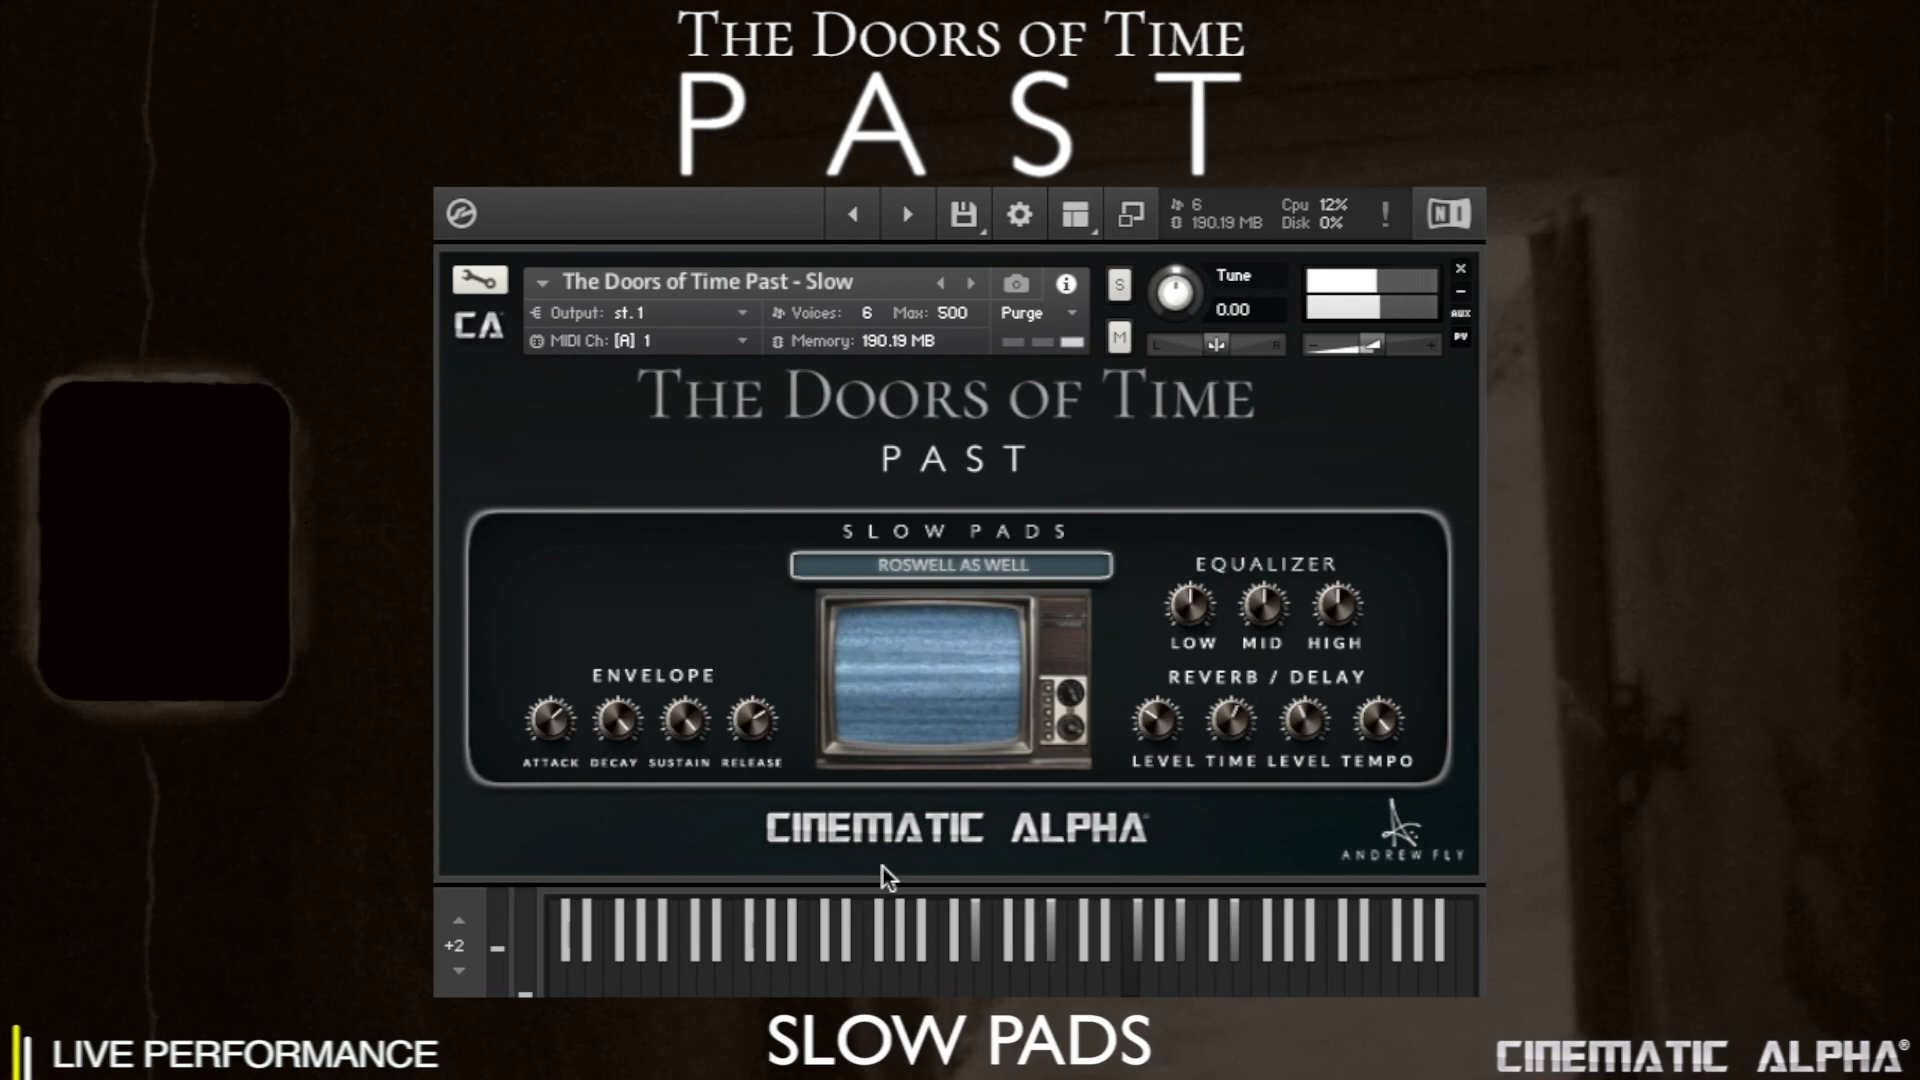 THE DOORS OF TIME
PAST
6
190.19 MB
Cpu 12%
Disk 0%
!
NI
The Doors of Time Past - Slow
i
S
Tune
0.00
x
-
AUX
PV
CA
Output: st.1
Voices: 6 Max: 500
Purge
MIDI Ch: [A] 1
Memory: 190.19 MB
M
L
R
-
+
THE DOORS OF TIME
PAST
SLOW PADS
ROSWELL AS WELL
EQUALIZER
LOW MID HIGH
ENVELOPE
ATTACK DECAY SUSTAIN RELEASE
REVERB / DELAY
LEVEL TIME LEVEL TEMPO
CINEMATIC ALPHA
ANDREW FLY
+2
LIVE PERFORMANCE
SLOW PADS
CINEMATIC ALPHA®